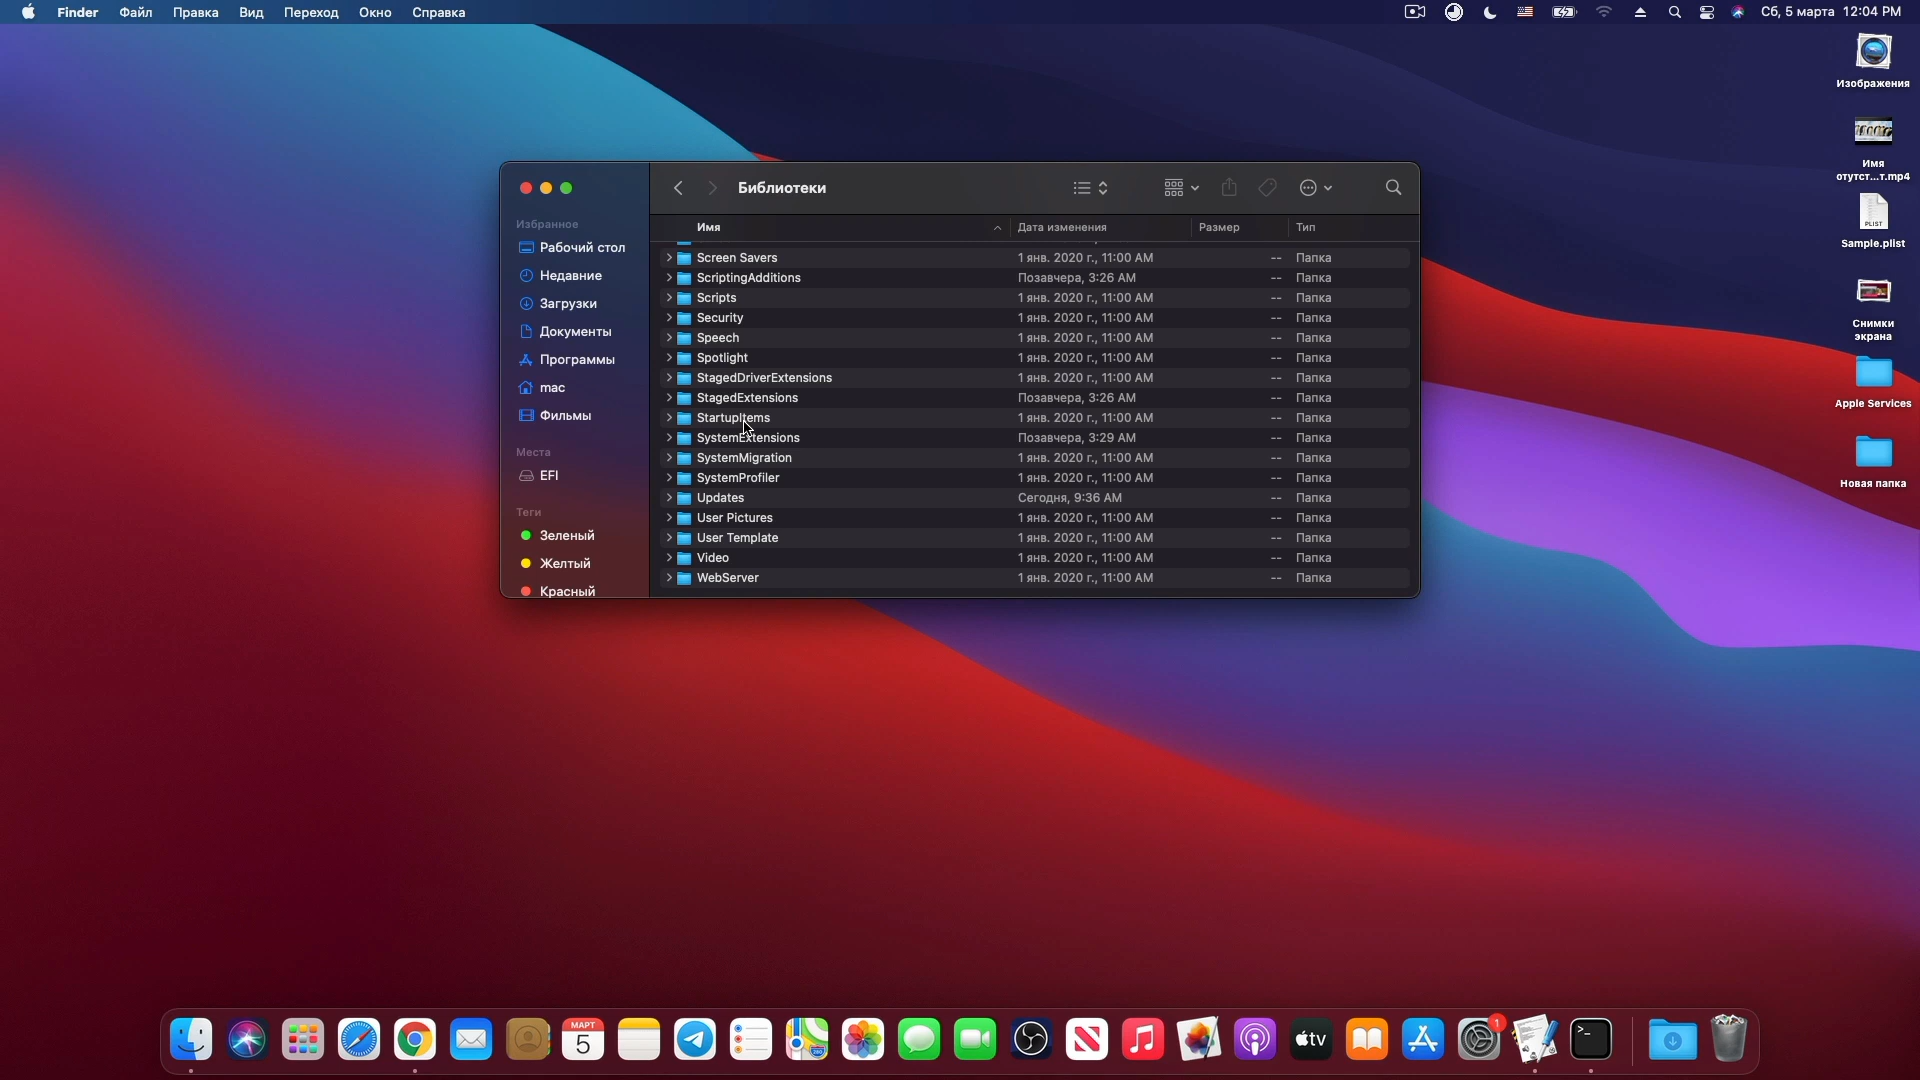 Finder Файл Правка Вид Переход Окно Справка
Сб, 5 марта 12:04 PM
Изображения
Имя
отутст...т.mp4
PLIST
Sample.plist
Снимки
экрана
Apple Services
Новая папка
Библиотеки
Избранное
Рабочий стол
Недавние
Загрузки
Документы
Программы
mac
Фильмы
Места
EFI
Теги
Зеленый
Желтый
Красный
Имя Дата изменения Размер Тип
Screen Savers 1 янв. 2020 г., 11:00 AM -- Папка
ScriptingAdditions Позавчера, 3:26 AM -- Папка
Scripts 1 янв. 2020 г., 11:00 AM -- Папка
Security 1 янв. 2020 г., 11:00 AM -- Папка
Speech 1 янв. 2020 г., 11:00 AM -- Папка
Spotlight 1 янв. 2020 г., 11:00 AM -- Папка
StagedDriverExtensions 1 янв. 2020 г., 11:00 AM -- Папка
StagedExtensions Позавчера, 3:26 AM -- Папка
StartupItems 1 янв. 2020 г., 11:00 AM -- Папка
SystemExtensions Позавчера, 3:29 AM -- Папка
SystemMigration 1 янв. 2020 г., 11:00 AM -- Папка
SystemProfiler 1 янв. 2020 г., 11:00 AM -- Папка
Updates Сегодня, 9:36 AM -- Папка
User Pictures 1 янв. 2020 г., 11:00 AM -- Папка
User Template 1 янв. 2020 г., 11:00 AM -- Папка
Video 1 янв. 2020 г., 11:00 AM -- Папка
WebServer 1 янв. 2020 г., 11:00 AM -- Папка
МАРТ
5
280
tv
1
>_